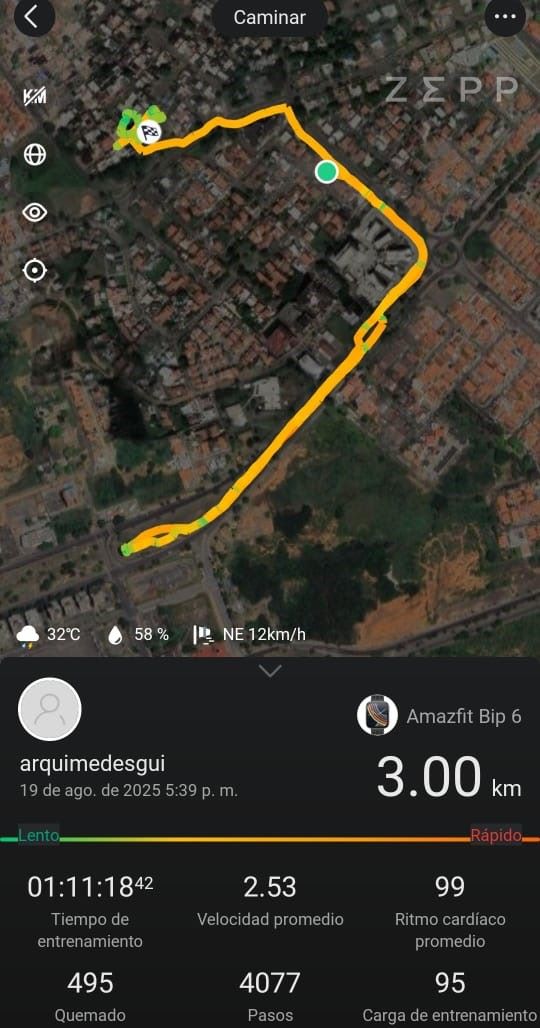 Caminar
KM
ZEPP
32℃ 58 % NE 12km/h
Amazfit Bip 6
arquimedesgui
3.00 km
19 de ago. de 2025 5:39 p. m.
Lento Rápido
01:11:1842 2.53 99
Tiempo de Velocidad promedio Ritmo cardíaco
entrenamiento promedio
495 4077 95
Quemado Pasos Carga de entrenamiento